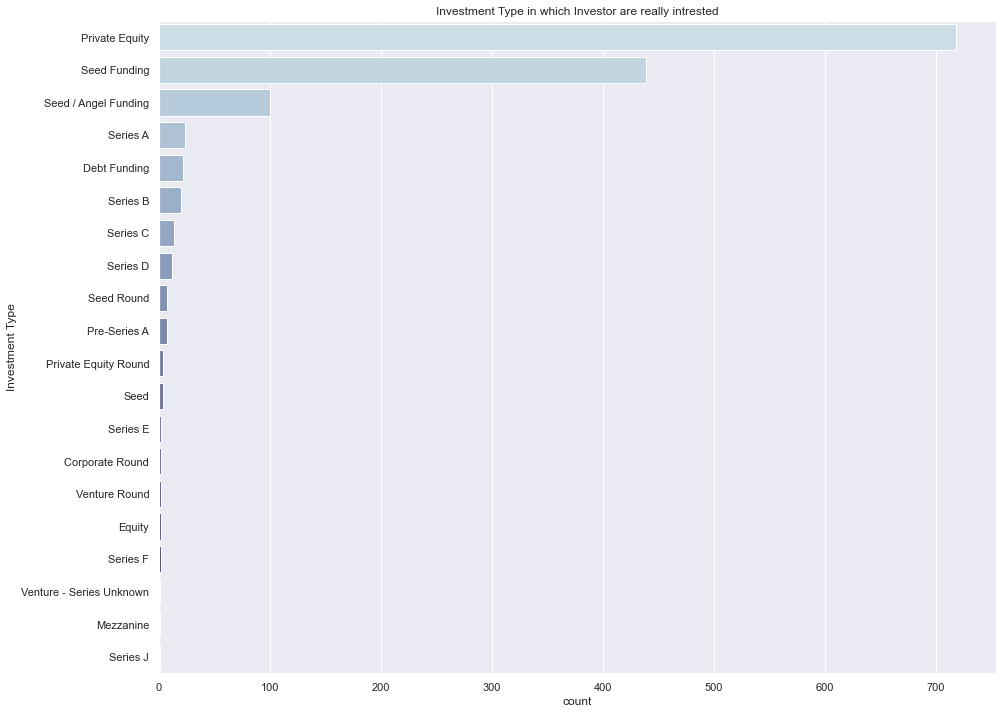 Investment Type in which Investor are really intrested
Private Equity
Seed Funding
Seed / Angel Funding
Series A
Debt Funding
Series B
Series C
Series D
Seed Round
Pre-Series A
Private Equity Round
Seed
Series E
Corporate Round
Venture Round
Equity
Series F
Venture - Series Unknown
Mezzanine
Series J
Investment Type
0 100 200 300 400 500 600 700
count